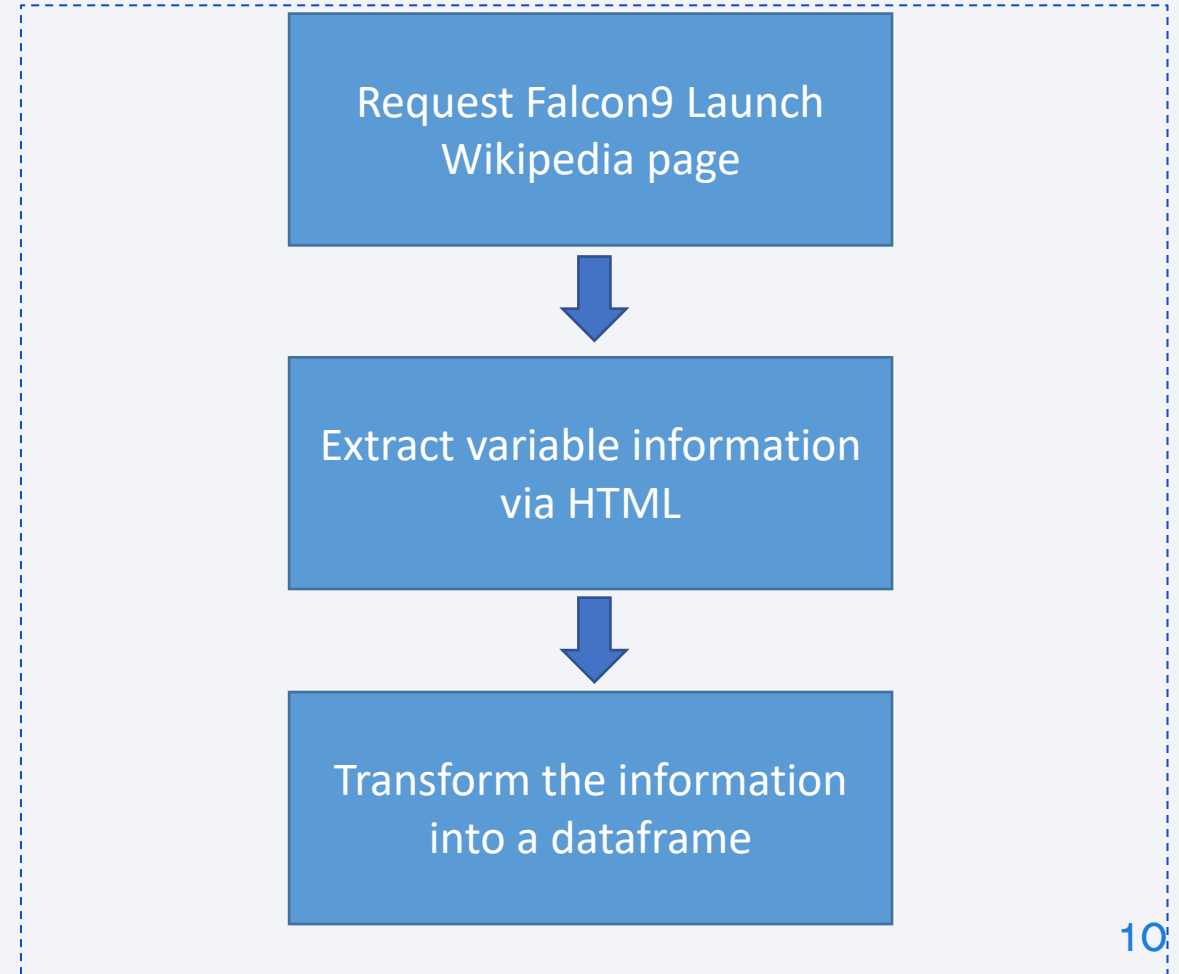 Request Falcon9 Launch
Wikipedia page
Extract variable information
via HTML
Transform the information
into a dataframe
10